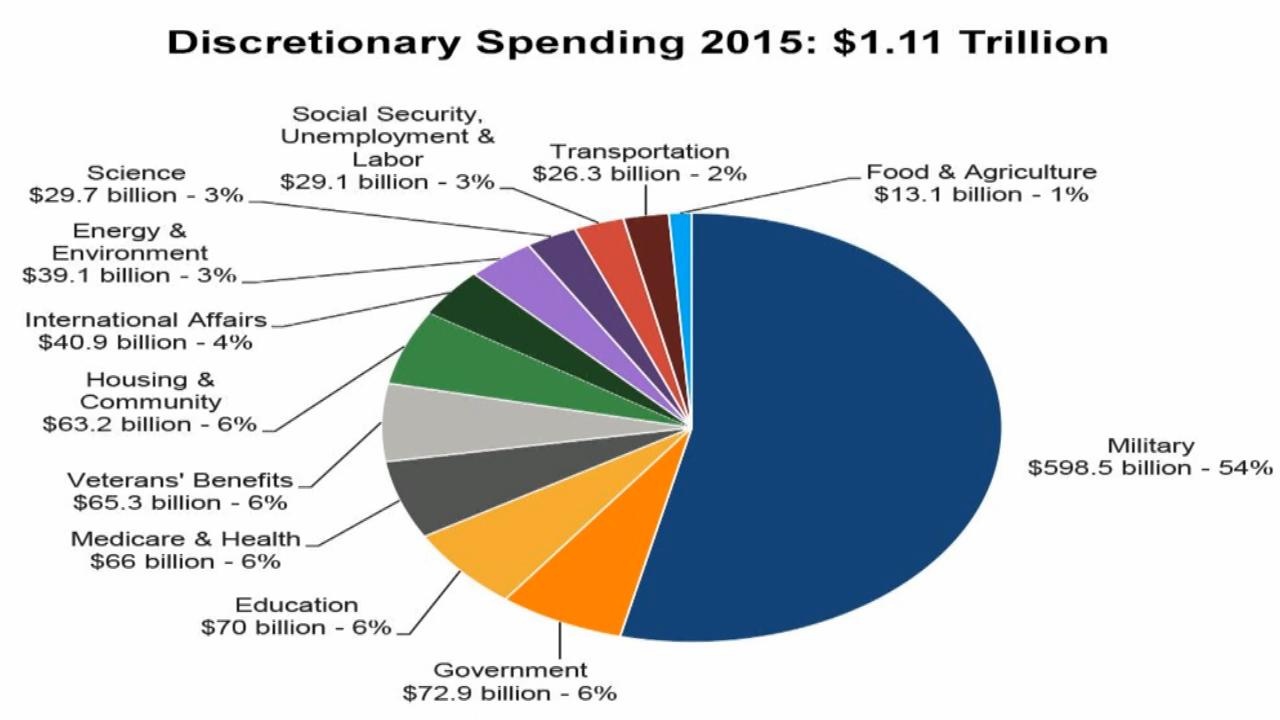 Discretionary Spending 2015: $1.11 Trillion
Social Security,
Unemployment &
Labor
$29.1 billion - 3%
Transportation
$26.3 billion - 2%
Food & Agriculture
$13.1 billion - 1%
Science
$29.7 billion - 3%
Energy &
Environment
$39.1 billion - 3%
International Affairs
$40.9 billion - 4%
Housing &
Community
$63.2 billion - 6%
Veterans' Benefits
$65.3 billion - 6%
Medicare & Health
$66 billion - 6%
Education
$70 billion - 6%
Government
$72.9 billion - 6%
Military
$598.5 billion - 54%